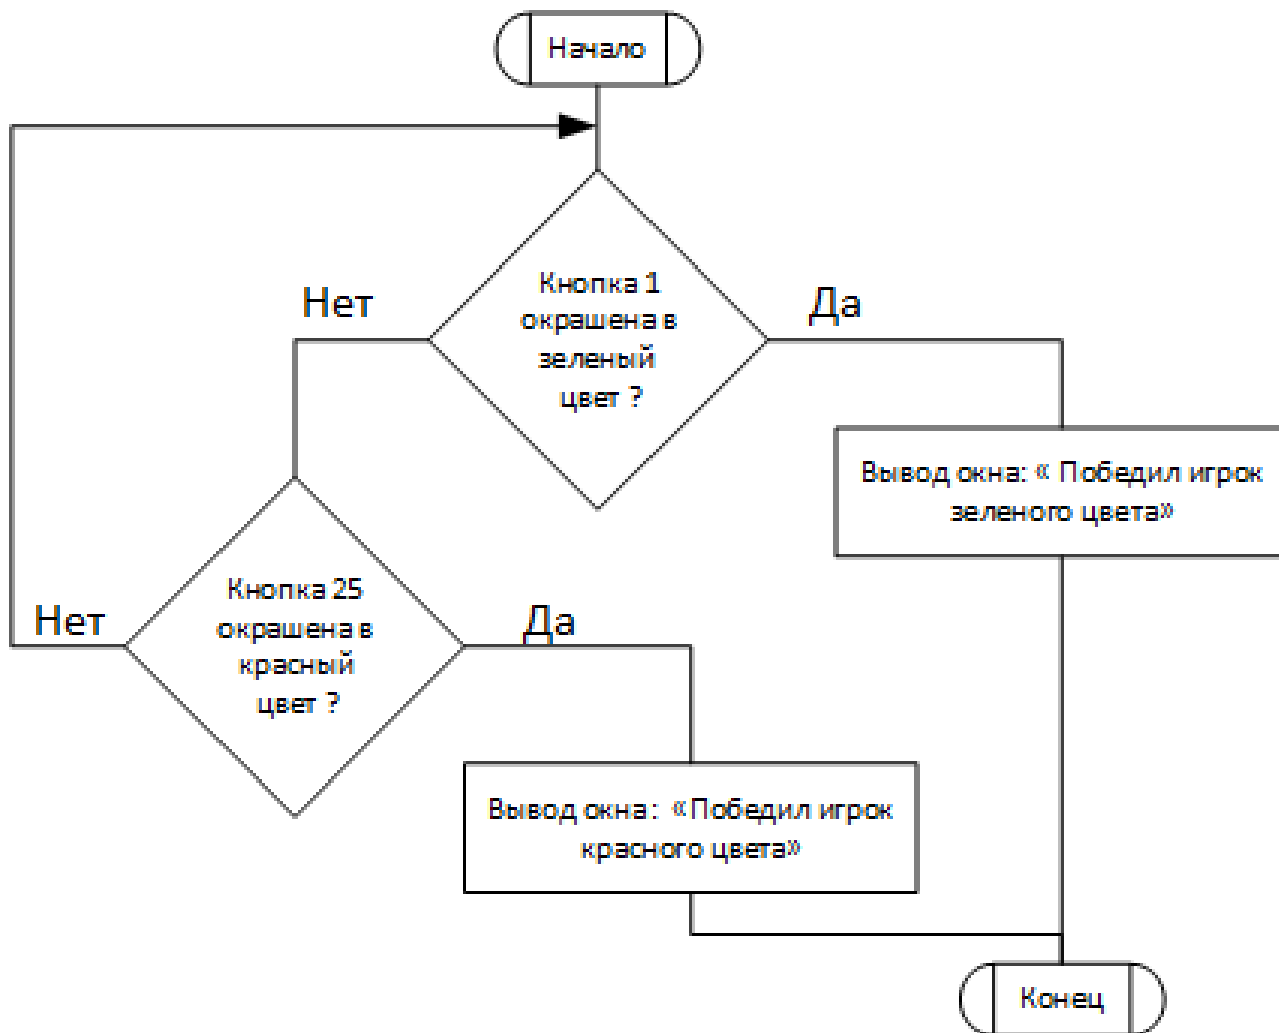 Начало
Кнопка 1
окрашена в
зеленый
цвет ?
Нет
Да
Вывод окна: « Победил игрок
зеленого цвета»
Кнопка 25
окрашена в
красный
цвет ?
Нет
Да
Вывод окна : «Победил игрок
красного цвета»
Конец